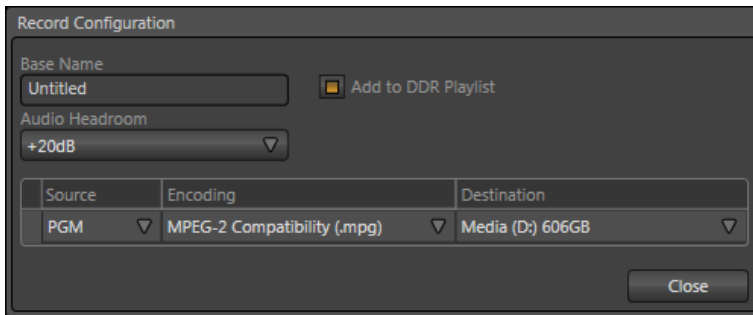 Record Configuration
Base Name
Untitled
Add to DDR Playlist
Audio Headroom
+20dB
Source Encoding Destination
PGM MPEG-2 Compatibility (.mpg) Media (D:) 606GB
Close